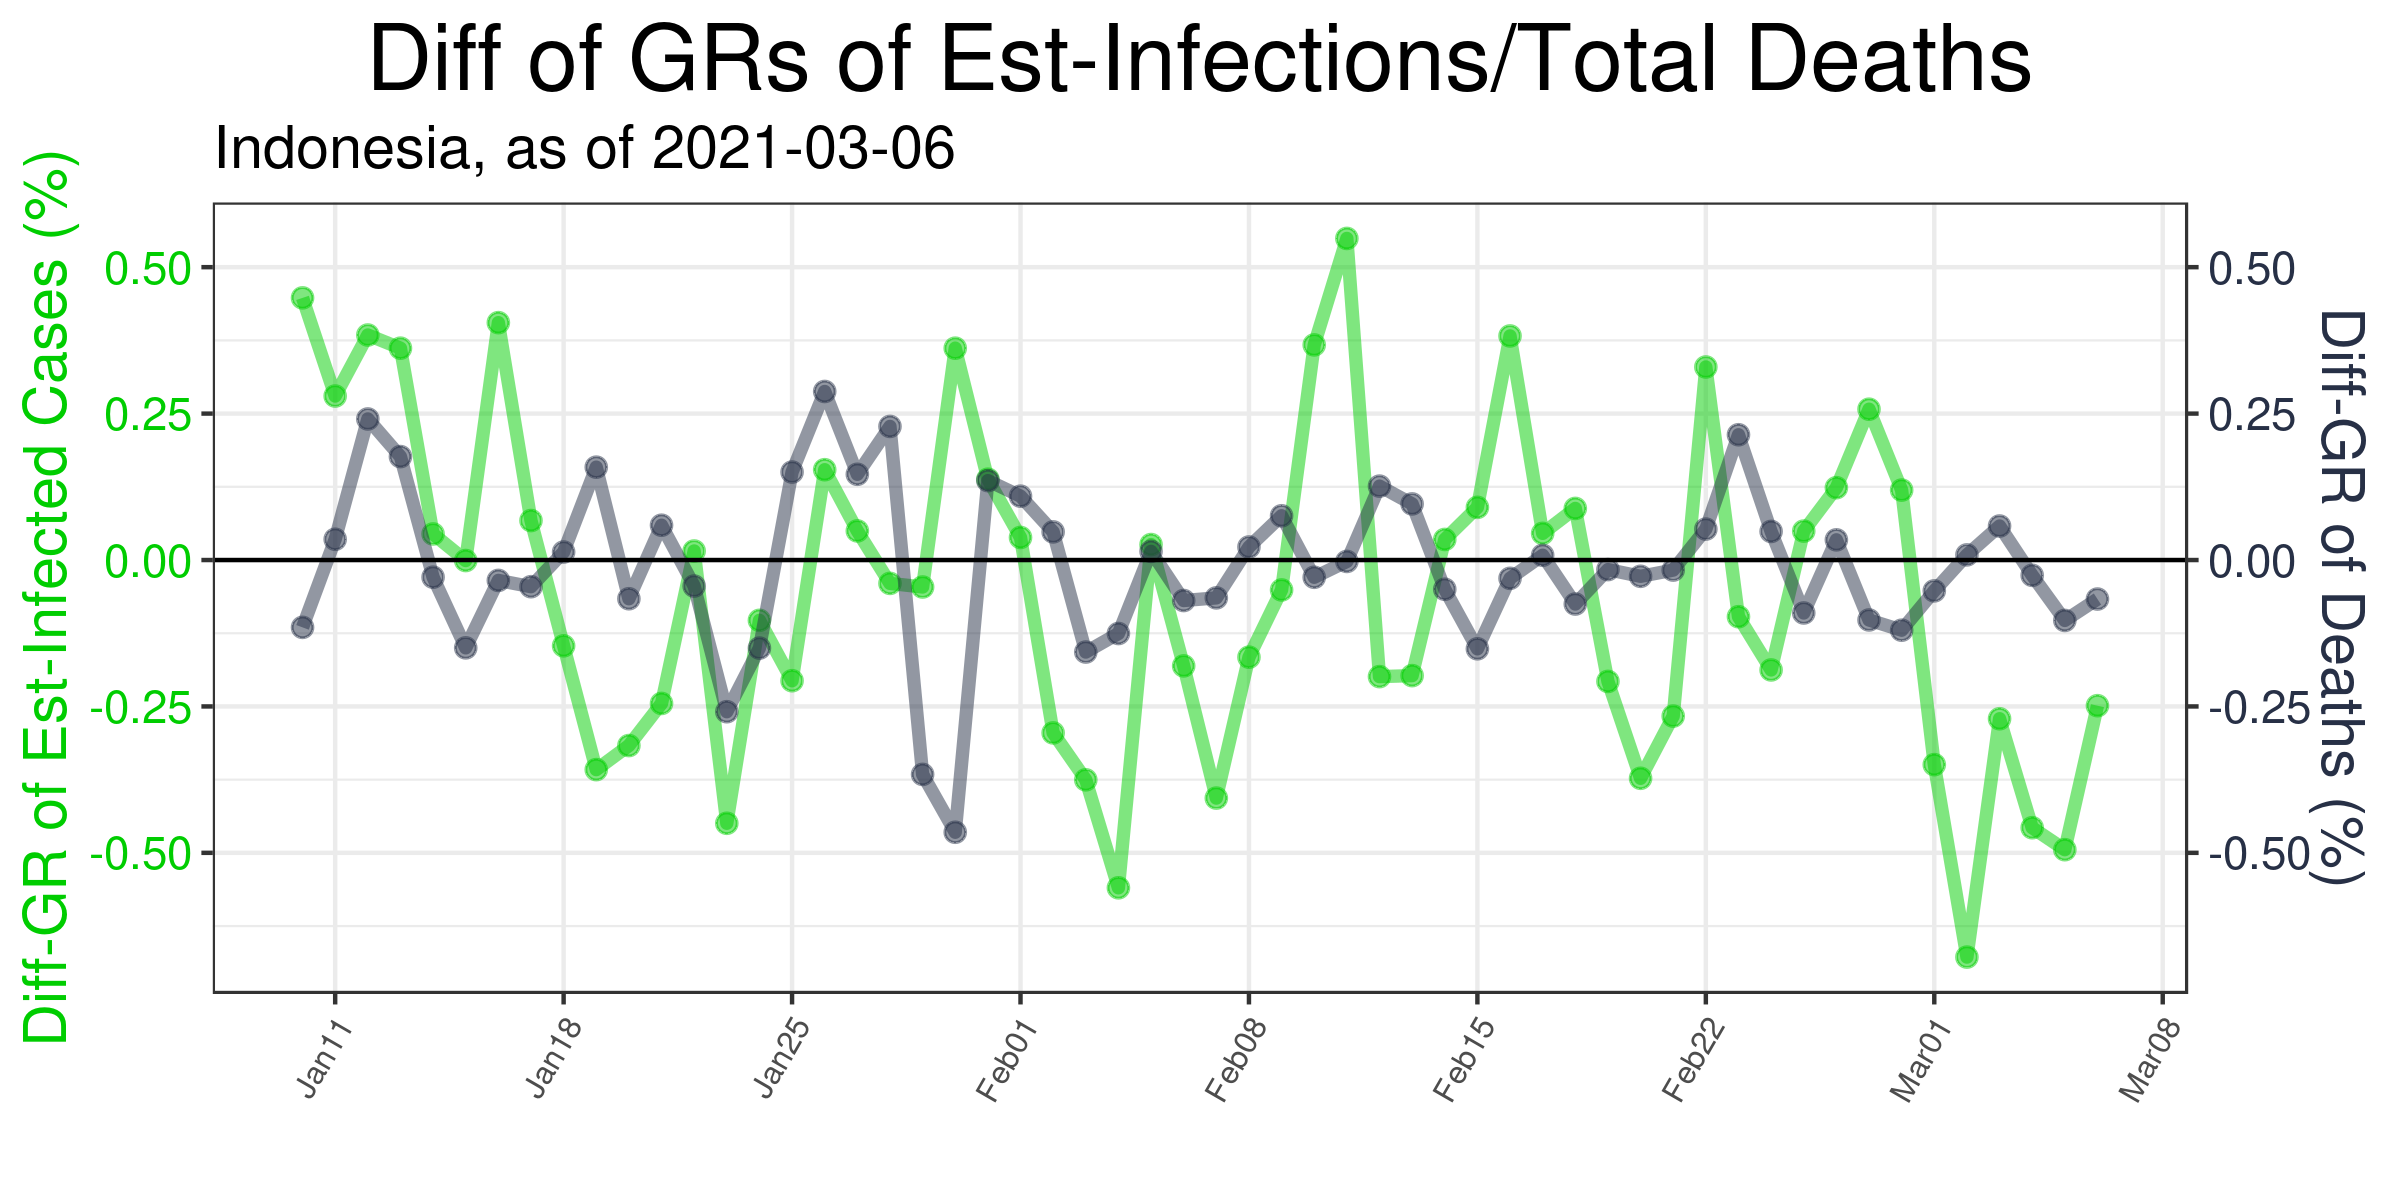 Diff of GRs of Est-Infections/Total Deaths
Indonesia, as of 2021-03-06
Diff-GR of Est-Infected Cases (%)
0.50
0.25
0.00
-0.25
-0.50
0.50
0.25
0.00
-0.25
-0.50
Diff-GR of Deaths (%)
Jan11
Jan18
Jan25
Feb01
Feb08
Feb15
Feb22
Mar01
Mar08